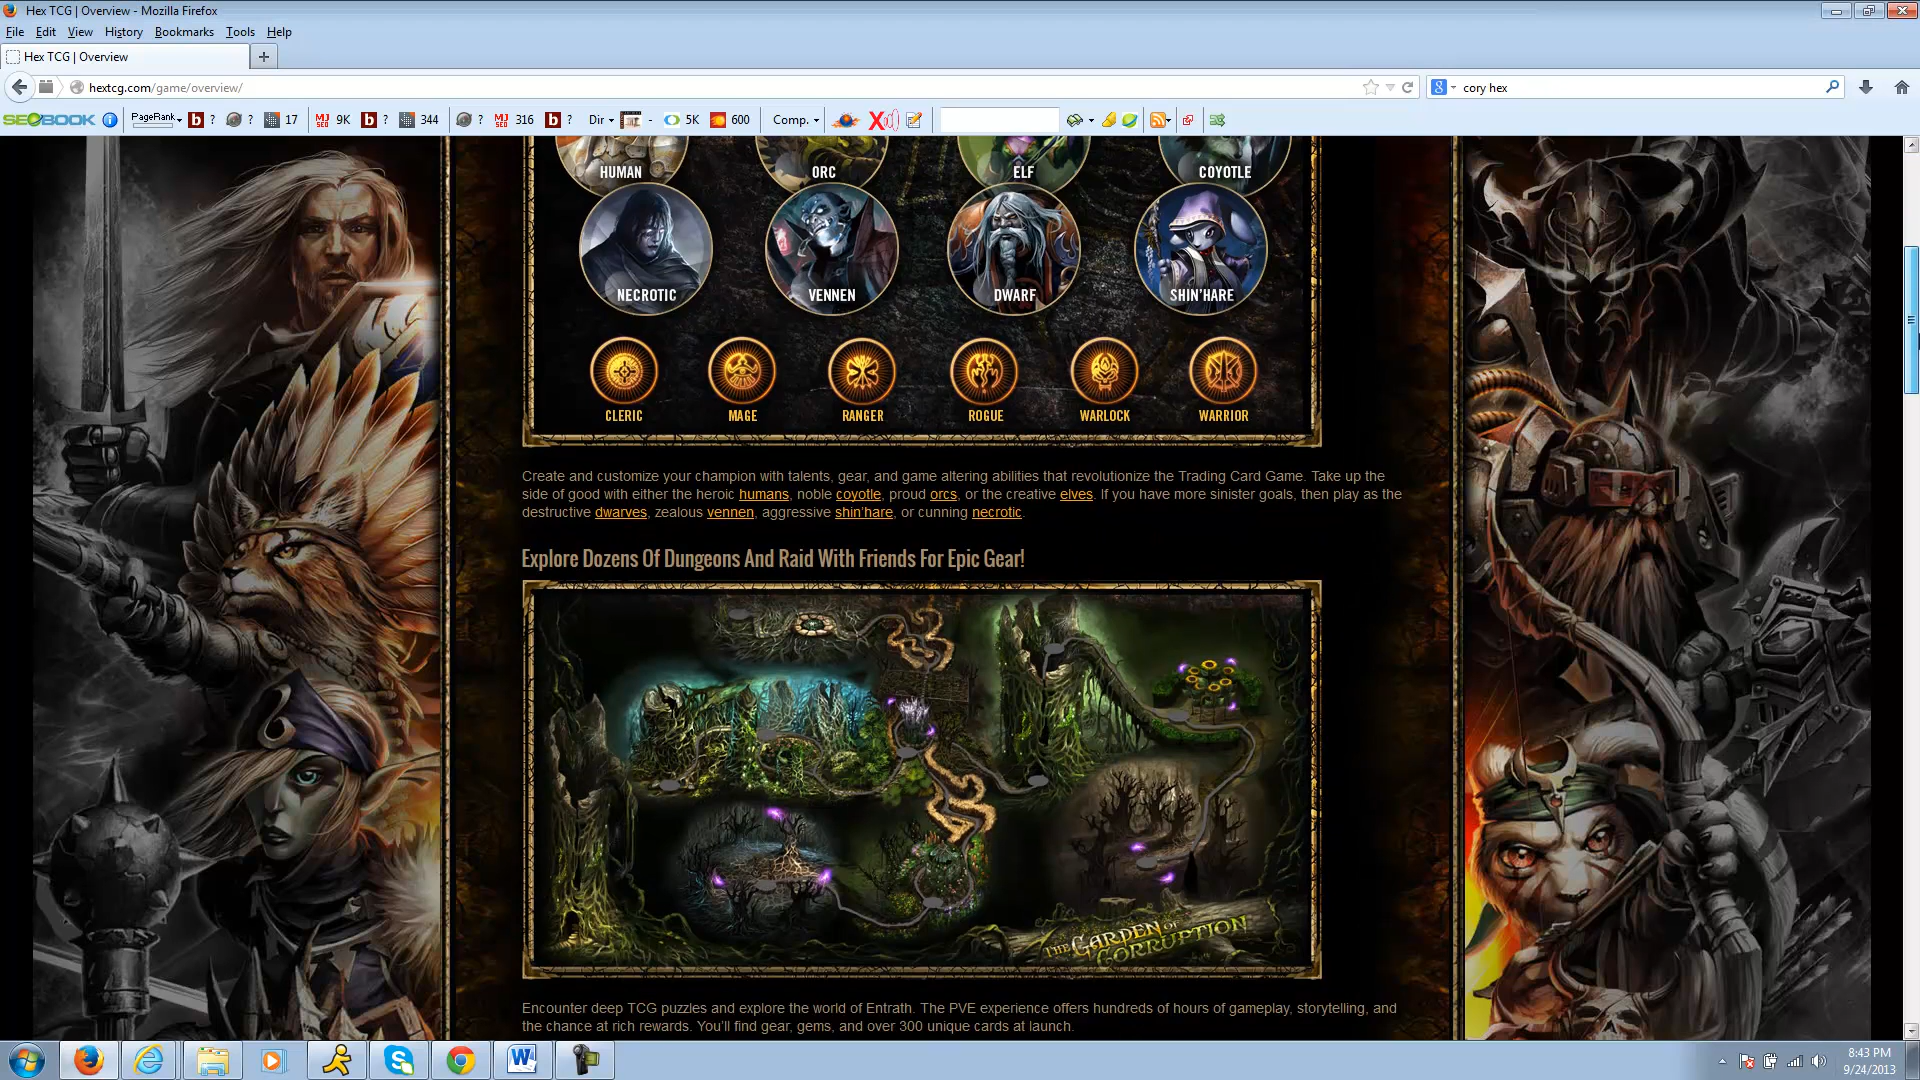 Hex TCG | Overview - Mozilla Firefox
File Edit View History Bookmarks Tools Help
Hex TCG | Overview
hextcg.com/game/overview/
cory hex
SEOBOOK PageRank ? ? 17 9K ? 344 ? 316 ? Dir - 5K 600 Comp.
HUMAN ORC ELF COYOTLE
NECROTIC VENNEN DWARF SHIN'HARE
CLERIC MAGE RANGER ROGUE WARLOCK WARRIOR
Create and customize your champion with talents, gear, and game altering abilities that revolutionize the Trading Card Game. Take up the
side of good with either the heroic humans, noble coyotle, proud orcs, or the creative elves. If you have more sinister goals, then play as the
destructive dwarves, zealous vennen, aggressive shin'hare, or cunning necrotic.
Explore Dozens Of Dungeons And Raid With Friends For Epic Gear!
THE GARDEN OF
CORRUPTION
Encounter deep TCG puzzles and explore the world of Entrath. The PVE experience offers hundreds of hours of gameplay, storytelling, and
the chance at rich rewards. You'll find gear, gems, and over 300 unique cards at launch.
8:43 PM
9/24/2013